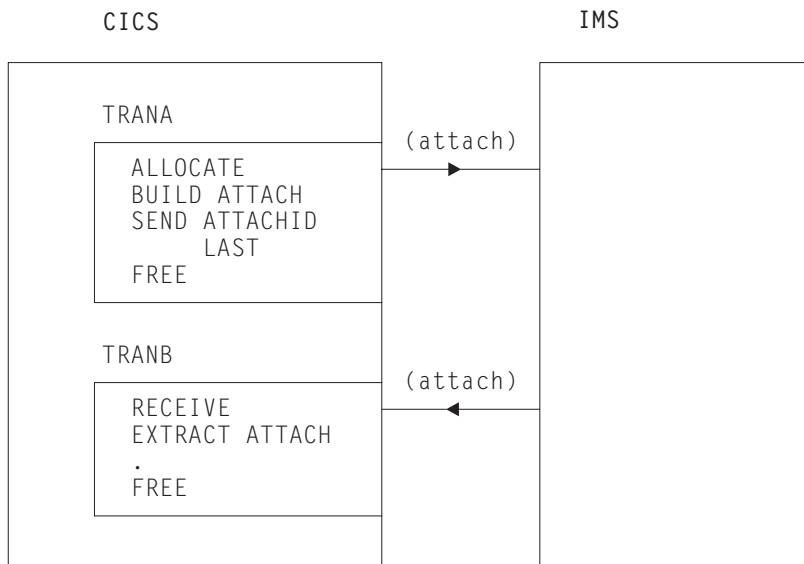 CICS
IMS
TRANA
(attach)
ALLOCATE
BUILD ATTACH
SEND ATTACHID
LAST
FREE
TRANB
(attach)
RECEIVE
EXTRACT ATTACH
.
FREE